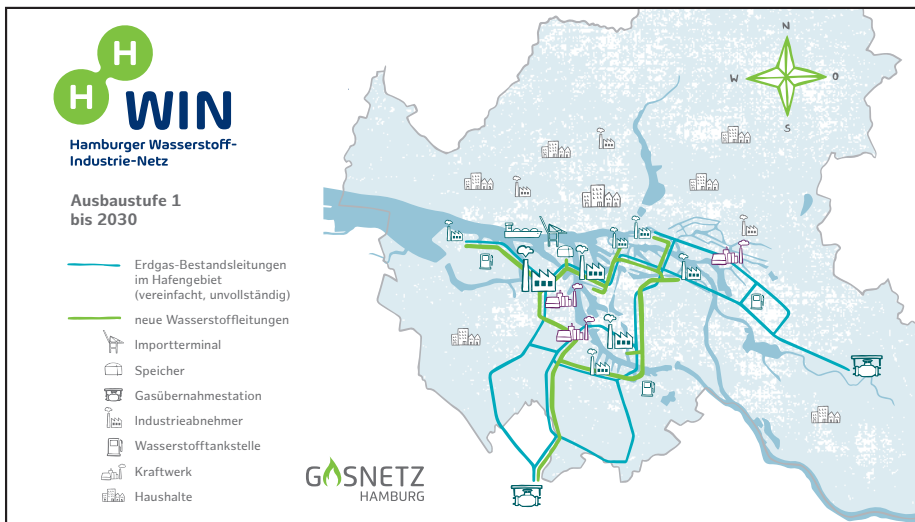 H
H
WIN
Hamburger Wasserstoff-
Industrie-Netz
Ausbaustufe 1
bis 2030
Erdgas-Bestandsleitungen
im Hafengebiet
(vereinfacht, unvollständig)
neue Wasserstoffleitungen
Importterminal
Speicher
Gasübernahmestation
Industrieabnehmer
Wasserstofftankstelle
Kraftwerk
Haushalte
GASNETZ
HAMBURG
N
W
O
S